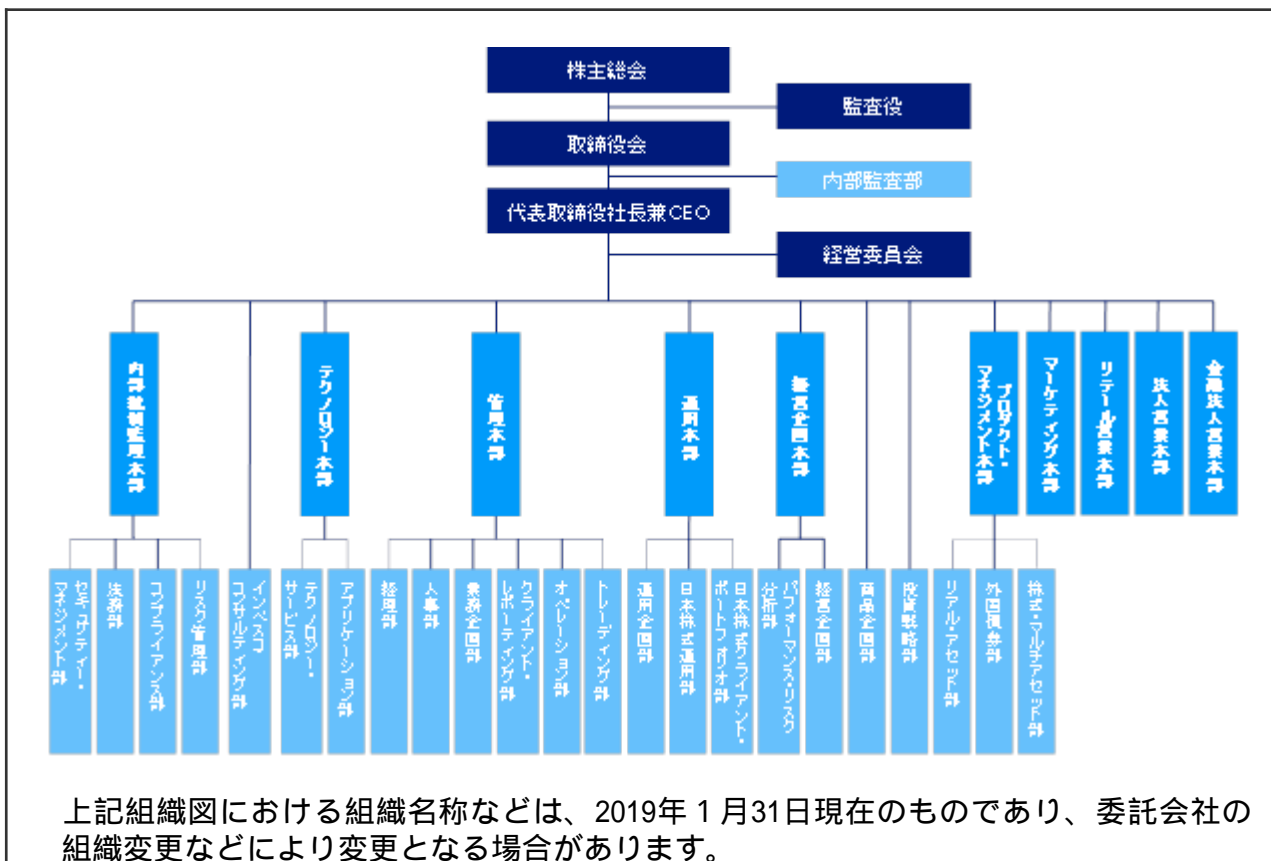 株主総会
監査役
取締役会
内部監査部
代表取締役社長兼CEO
経営委員会
内部統制監理本部
テクノロジー本部
管理本部
運用本部
経営企画本部
プロダクト・
マネジメント本部
マーケティング本部
リテール営業本部
法人営業本部
金融法人営業本部
セキュリティー・
マネジメント部
法務部
コンプライアンス部
リスク管理部
インベスコ
コンサルティング部
テクノロジー・
サービス部
アプリケーション部
経理部
人事部
業務企画部
クライアント・
レポーティング部
オペレーション部
トレーディング部
運用企画部
日本株式運用部
日本株式クライアント・
ポートフォリオ部
パフォーマンス・リスク
分析部
経営企画部
商品企画部
投資戦略部
リアル・アセット部
外国債券部
株式・マルチアセット部
上記組織図における組織名称などは、2019年1月31日現在のものであり、委託会社の
組織変更などにより変更となる場合があります。